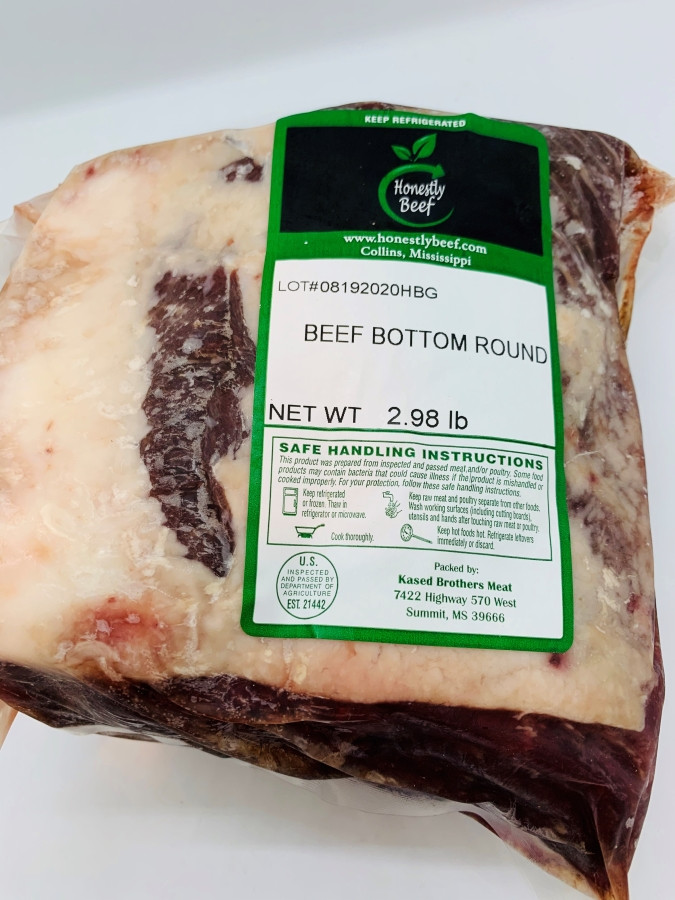 KEEP REFRIGERATED
Honestly
Beef
www.honestlybeef.com
Collins, Mississippi
LOT#08192020HBG
BEEF BOTTOM ROUND
NET WT 2.98 lb
SAFE HANDLING INSTRUCTIONS
This product was prepared from inspected and passed meat and/or poultry. Some food
products may contain bacteria that could cause illness if the product is mishandled or
cooked improperly. For your protection, follow these safe handling instructions.
Keep refrigerated
or frozen. Thaw in
refrigerator or microwave.
Keep raw meat and poultry separate from other foods.
Wash working surfaces (including cutting boards),
utensils and hands after touching raw meat or poultry.
Cook thoroughly.
Keep hot foods hot. Refrigerate leftovers
immediately or discard.
U.S.
INSPECTED
AND PASSED BY
DEPARTMENT OF
AGRICULTURE
EST. 21442
Packed by:
Kased Brothers Meat
7422 Highway 570 West
Summit, MS 39666